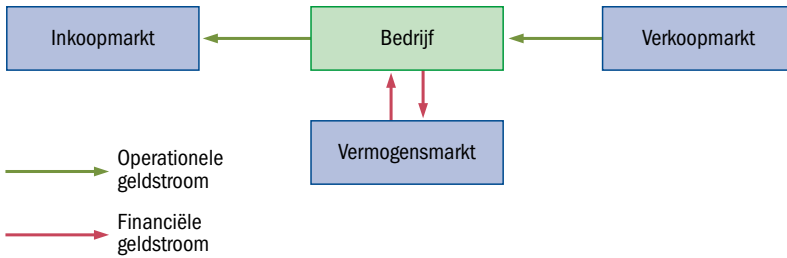 Inkoopmarkt
Bedrijf
Verkoopmarkt
Vermogensmarkt
Operationele
geldstroom
Financiële
geldstroom